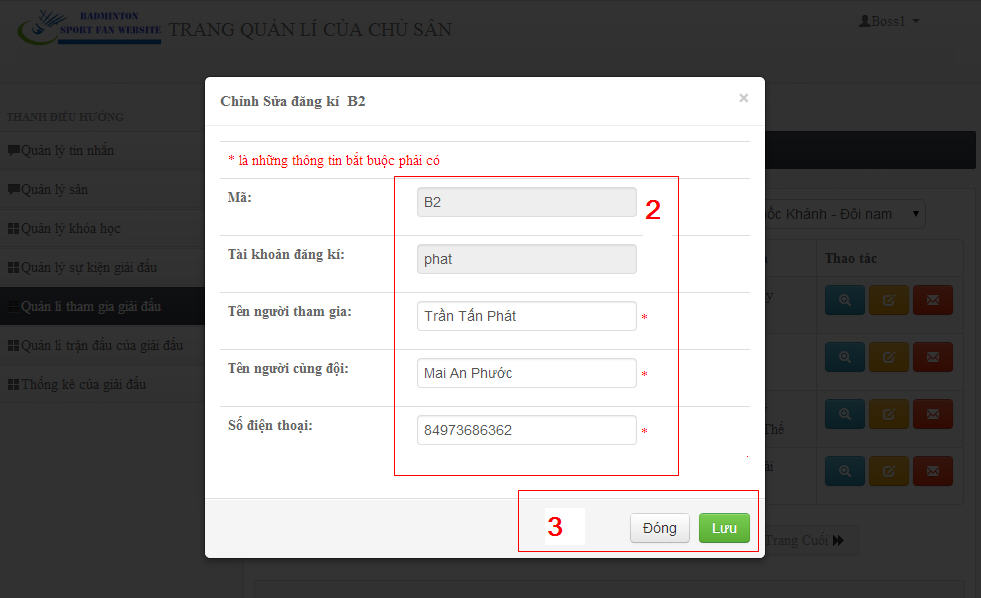 BADMINTON
SPORT FAN WEBSITE
TRANG QUẢN LÍ CỦA CHỦ SÂN
Boss1
THANH ĐIỀU HƯỚNG
Quản lý tin nhắn
Quản lý sân
Quản lý khóa học
Quản lý sự kiện giải đấu
Quản lí tham gia giải đấu
Quản lí trận đấu của giải đấu
Thống kê của giải đấu
Chỉnh Sửa đăng kí B2
×
* là những thông tin bắt buộc phải có
Mã:
B2
2
Tài khoản đăng kí:
phat
Tên người tham gia:
Trần Tấn Phát
*
Tên người cùng đội:
Mai An Phước
*
Số điện thoại:
84973686362
*
3
Đóng
Lưu
Khánh - Đôi nam
Thao tác
Thể
Trang Cuối